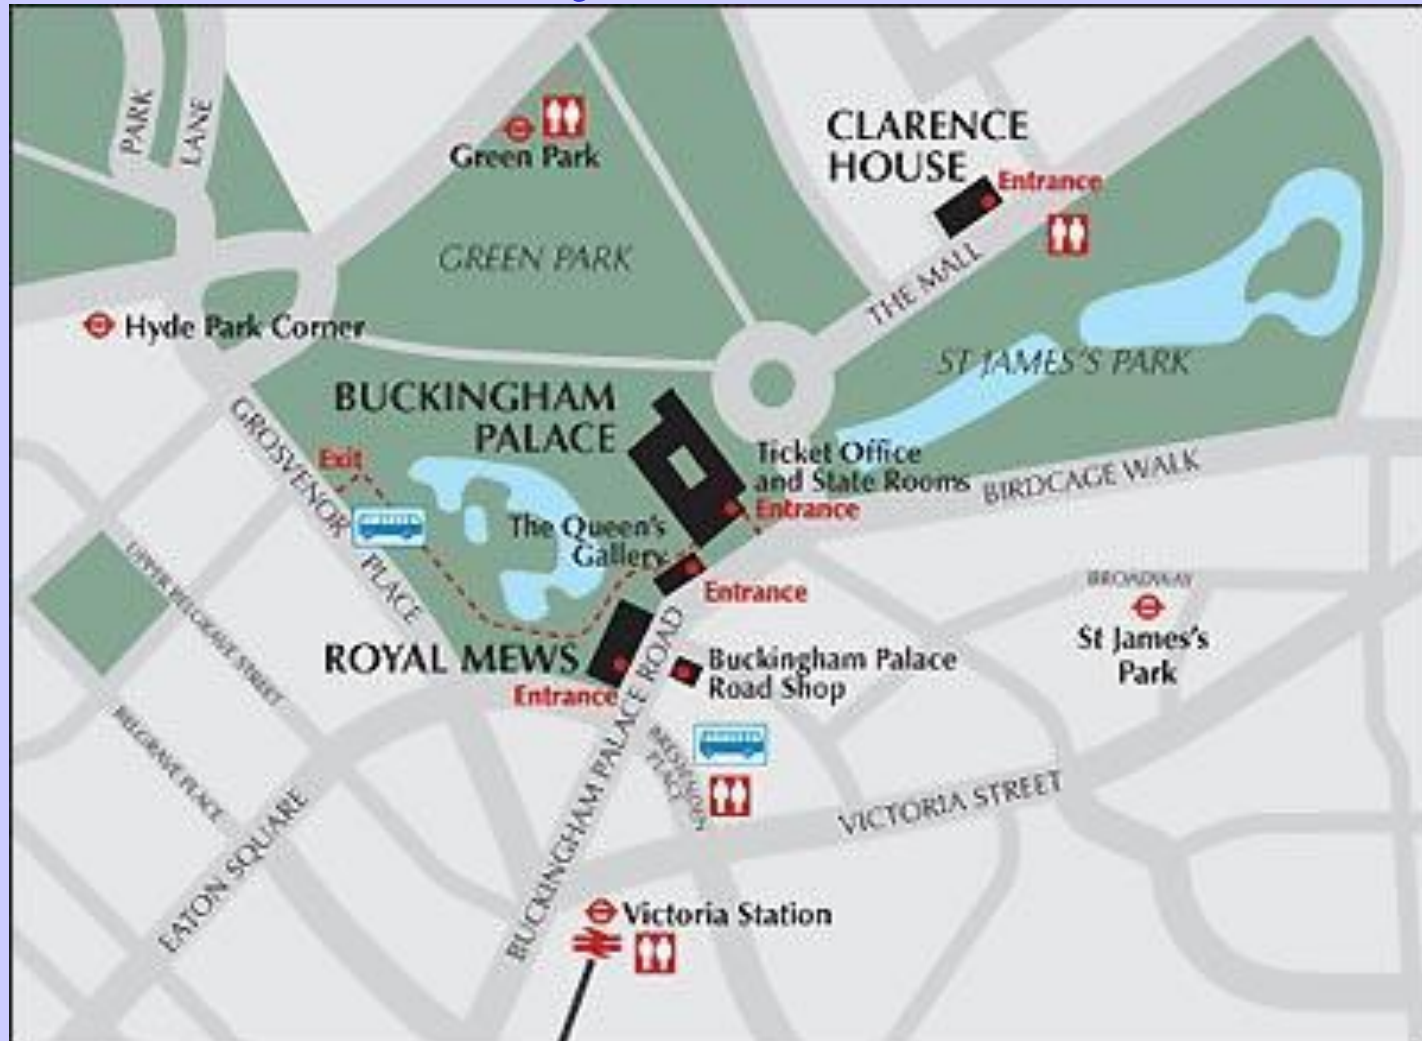 PARK
LANE
Green Park
CLARENCE
HOUSE
Entrance
GREEN PARK
THE MALL
Hyde Park Corner
ST JAMES'S PARK
BUCKINGHAM
PALACE
GROSVENOR
PLACE
Exit
Ticket Office
and State Rooms
Entrance
BIRDCAGE WALK
The Queen's
Gallery
Entrance
UPPER BELGRAVE STREET
BROADWAY
St James's
Park
ROYAL MEWS
Entrance
Buckingham Palace
Road Shop
BUCKINGHAM PALACE ROAD
BELGRAVE PLACE
BRESSENDEN
PLACE
EATON SQUARE
VICTORIA STREET
Victoria Station